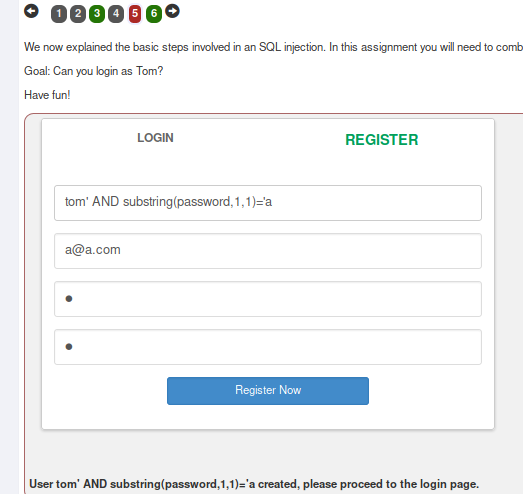 1 2 3 4 5 6
We now explained the basic steps involved in an SQL injection. In this assignment you will need to comb
Goal: Can you login as Tom?
Have fun!
LOGIN REGISTER
tom' AND substring(password,1,1)='a
a@a.com
Register Now
User tom' AND substring(password,1,1)='a created, please proceed to the login page.